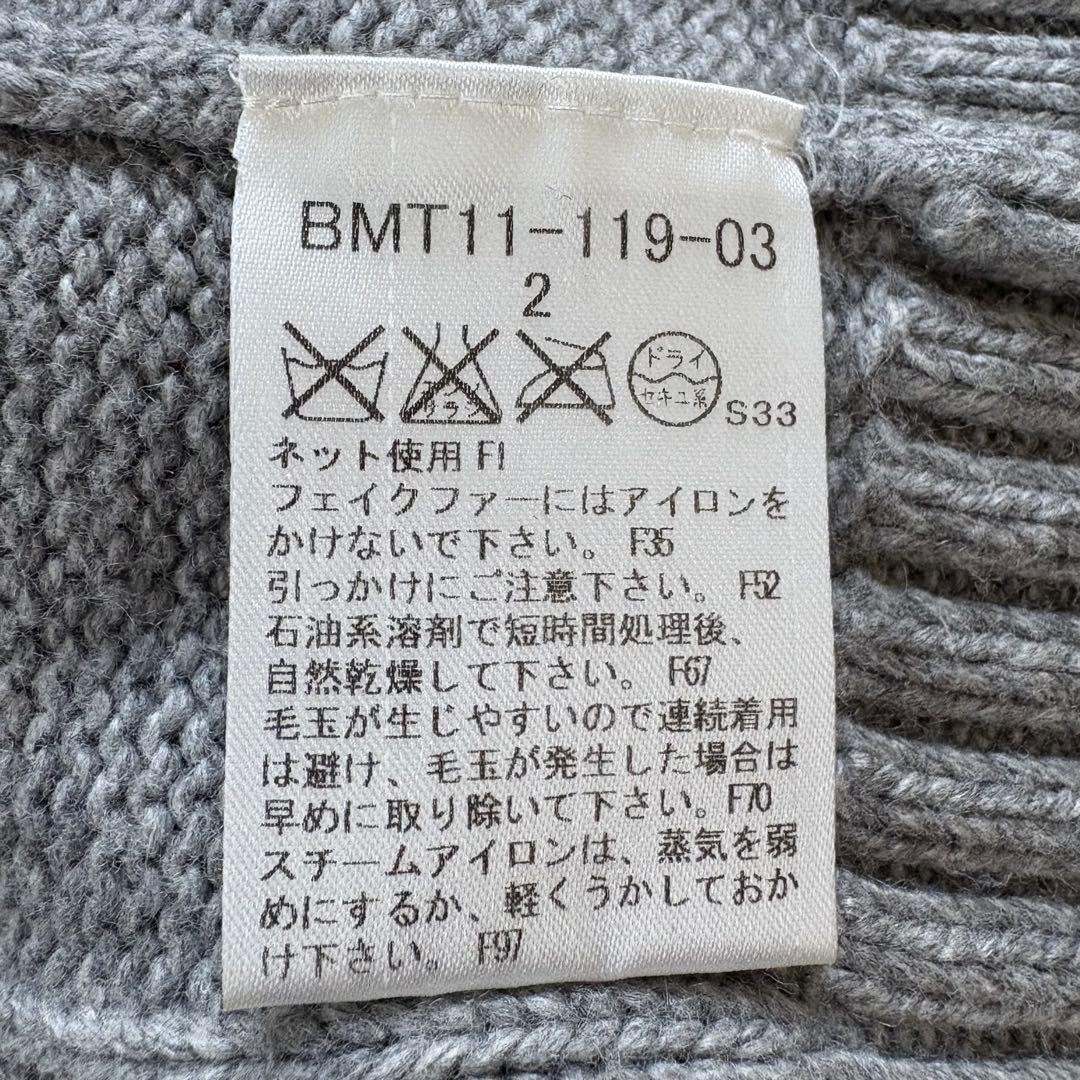 BMT11-119-03
2
エンソ
サラシ
ドライ
セキユ系
S33
ネット使用 F1
フェイクファーにはアイロンを
かけないで下さい。 F35
引っかけにご注意下さい。 F52
石油系溶剤で短時間処理後、
自然乾燥して下さい。 F67
毛玉が生じやすいので連続着用
は避け、毛玉が発生した場合は
早めに取り除いて下さい。F70
スチームアイロンは、蒸気を弱
めにするか、軽くうかしておか
け下さい。 F97